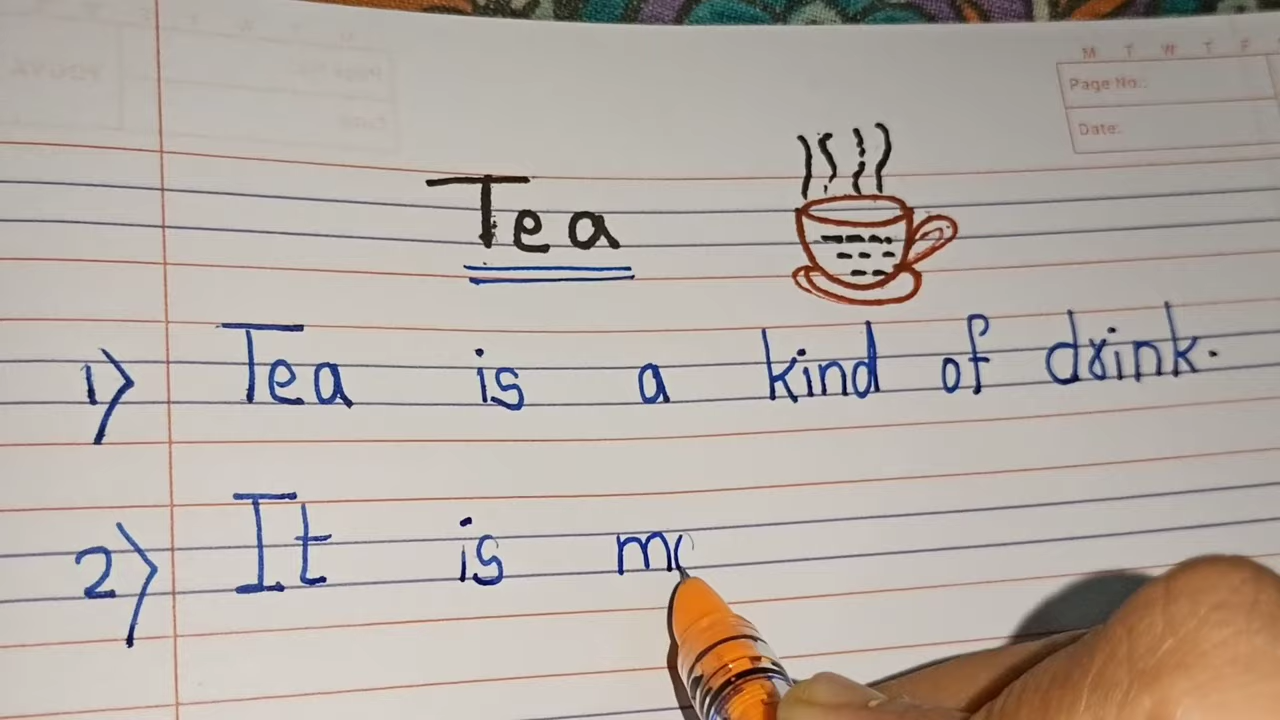 M T W T F
Page No.:
Date:
Tea
1) Tea is a kind of drink.
2) It is m